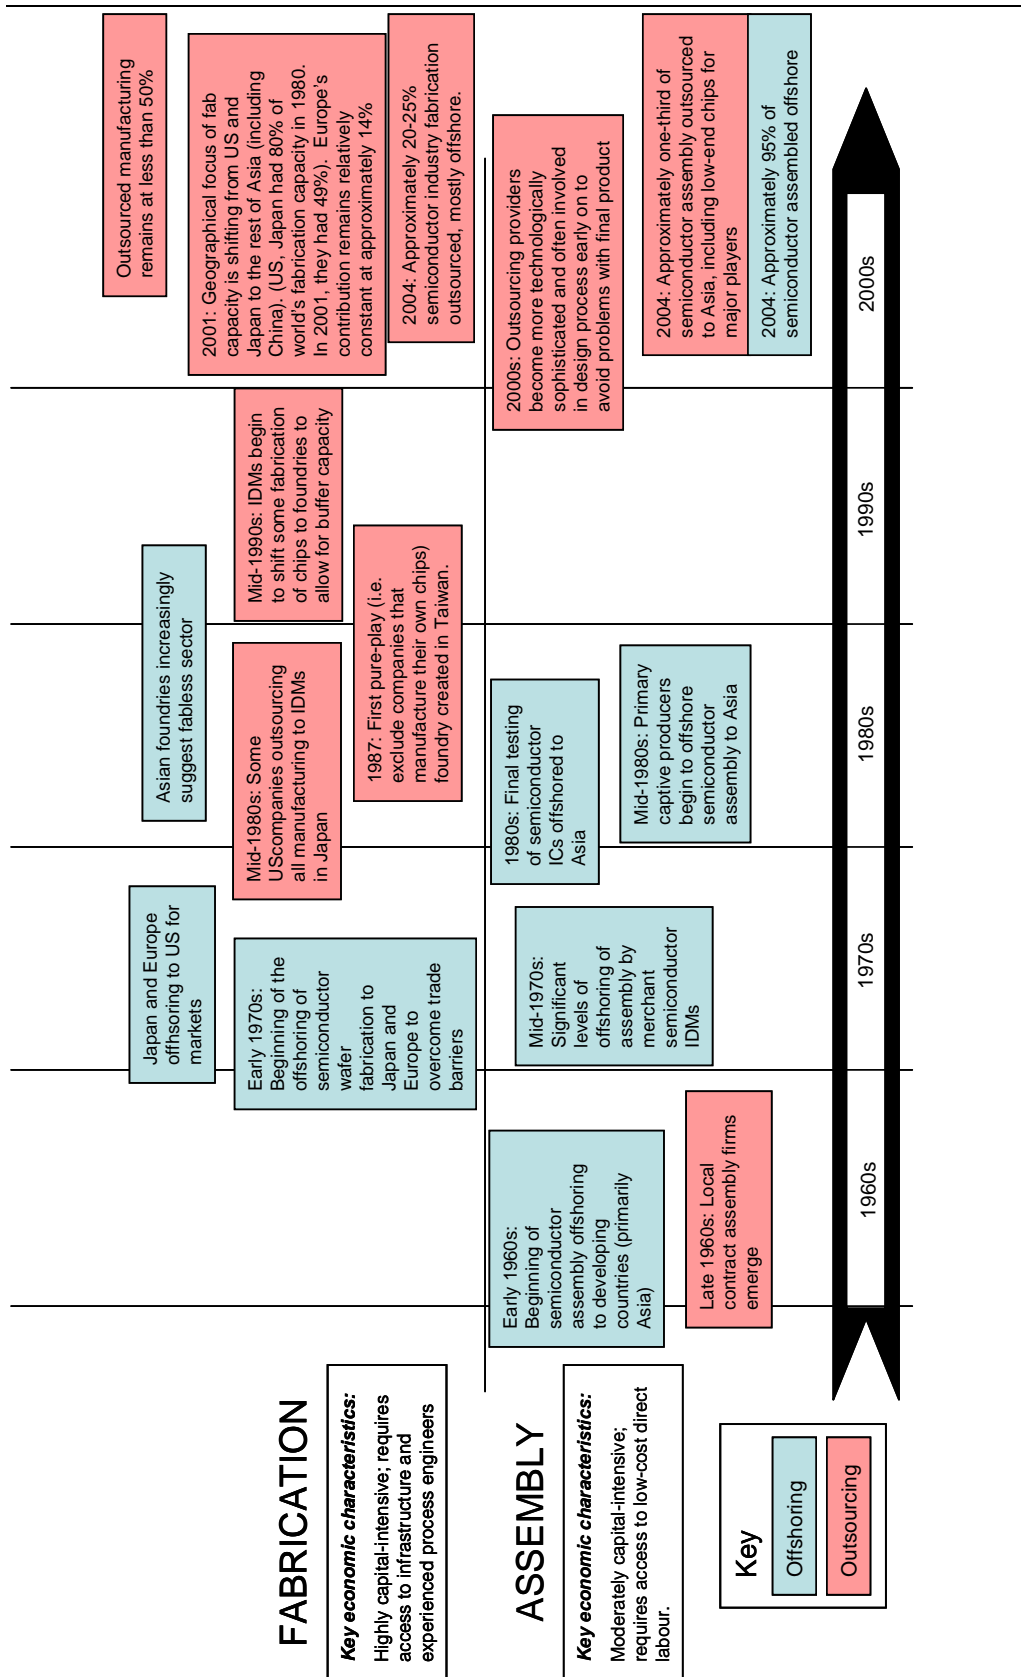 FABRICATION
Key economic characteristics:
Highly capital-intensive; requires
access to infrastructure and
experienced process engineers
Japan and Europe
offhsoring to US for
markets
Early 1970s:
Beginning of the
offshoring of
semiconductor
wafer
fabrication to
Japan and
Europe to
overcome trade
barriers
Asian foundries increasingly
suggest fabless sector
Mid-1980s: Some
UScompanies outsourcing
all manufacturing to IDMs
in Japan
1987: First pure-play (i.e.
exclude companies that
manufacture their own chips)
foundry created in Taiwan.
Mid-1990s: IDMs begin
to shift some fabrication
of chips to foundries to
allow for buffer capacity
Outsourced manufacturing
remains at less than 50%
2001: Geographical focus of fab
capacity is shifting from US and
Japan to the rest of Asia (including
China). (US, Japan had 80% of
world's fabrication capacity in 1980.
In 2001, they had 49%). Europe's
contribution remains relatively
constant at approximately 14%
2004: Approximately 20-25%
semiconductor industry fabrication
outsourced, mostly offshore.
ASSEMBLY
Key economic characteristics:
Moderately capital-intensive;
requires access to low-cost direct
labour.
Early 1960s:
Beginning of
semiconductor
assembly offshoring
to developing
countries (primarily
Asia)
Late 1960s: Local
contract assembly firms
emerge
Mid-1970s:
Significant
levels of
offshoring of
assembly by
merchant
semiconductor
IDMs
1980s: Final testing
of semiconductor
ICs offshored to
Asia
Mid-1980s: Primary
captive producers
begin to offshore
semiconductor
assembly to Asia
2000s: Outsourcing providers
become more technologically
sophisticated and often involved
in design process early on to
avoid problems with final product
2004: Approximately one-third of
semiconductor assembly outsourced
to Asia, including low-end chips for
major players
2004: Approximately 95% of
semiconductor assembled offshore
Key
Offshoring
Outsourcing
1960s
1970s
1980s
1990s
2000s